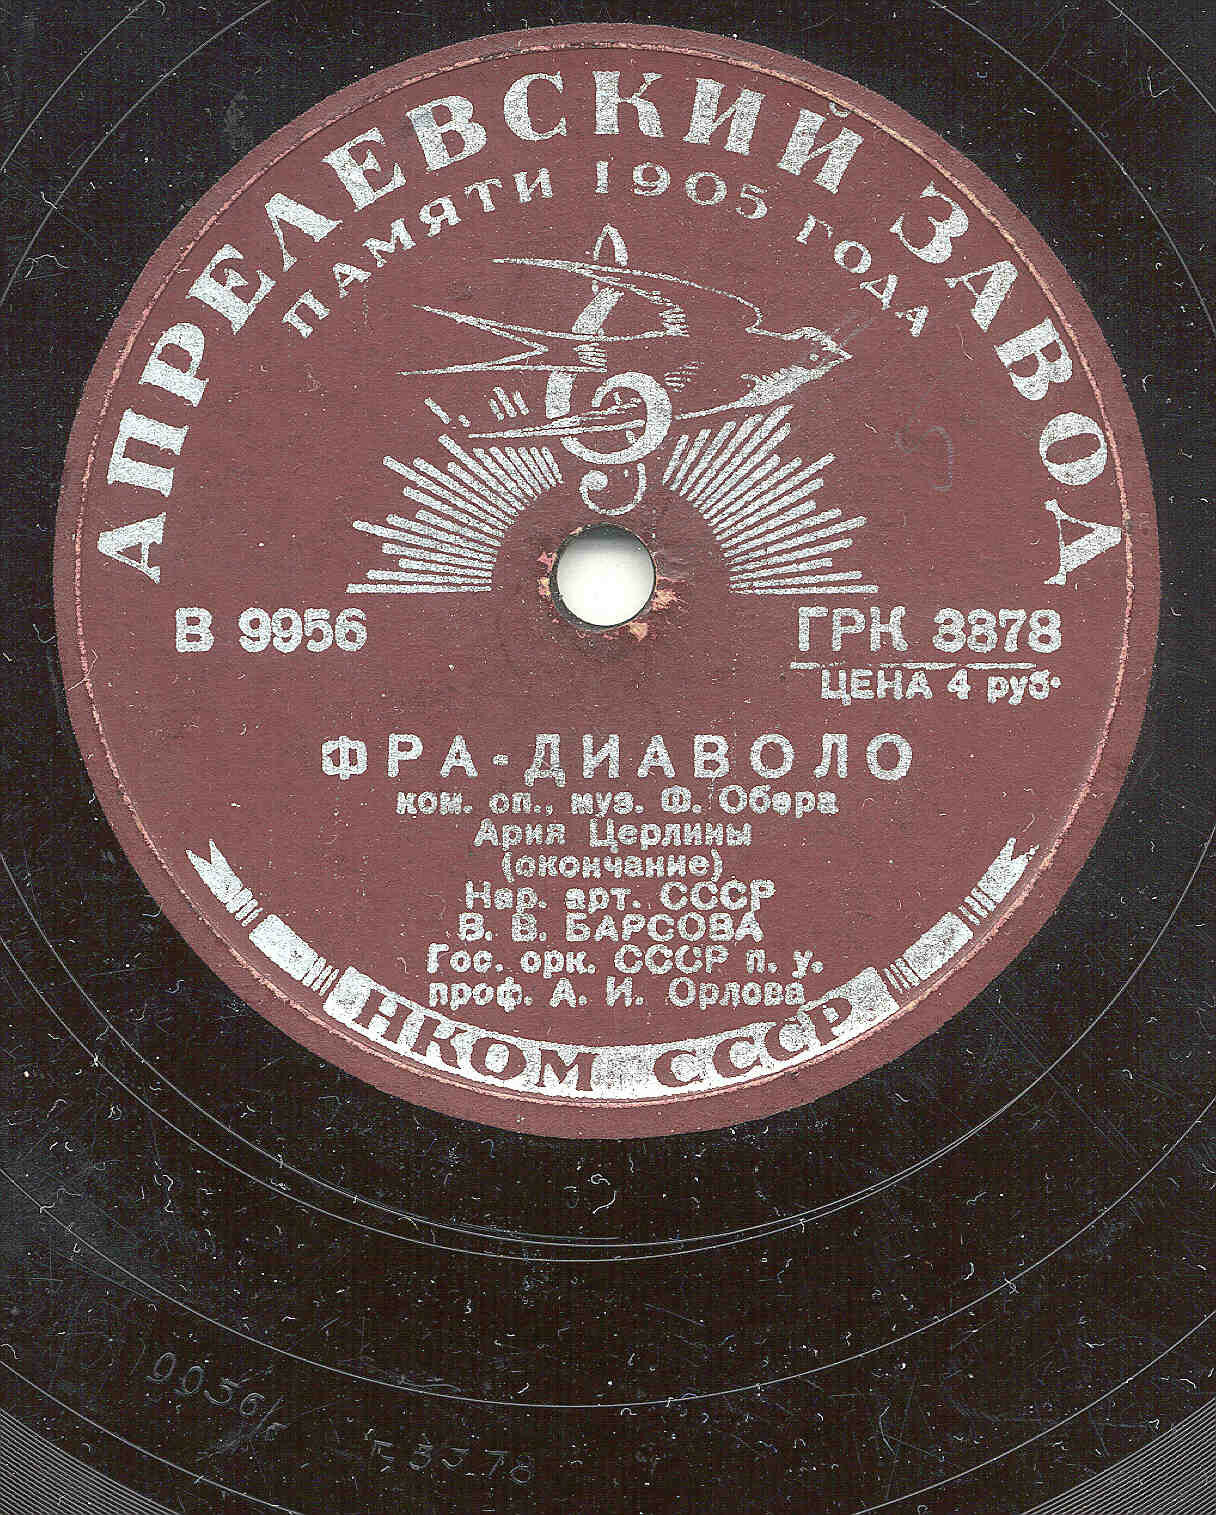 АПРЕЛЕВСКИЙ ЗАВОД
ПАМЯТИ 1905 ГОДА
В 9956
ГРК 3878
ЦЕНА 4 руб.
ФРА-ДИАВОЛО
ком. оп., муз. Ф. Обера
Ария Церлины
(окончание)
Нар. арт. СССР
В. В. БАРСОВА
Гос. орк. СССР п. у.
проф. А. И. Орлова
НКОМ СССР